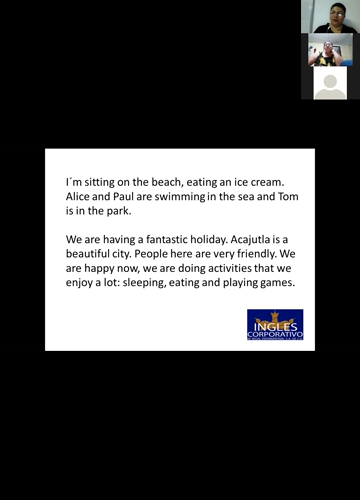 I´m sitting on the beach, eating an ice cream.
Alice and Paul are swimming in the sea and Tom
is in the park.
We are having a fantastic holiday. Acajutla is a
beautiful city. People here are very friendly. We
are happy now, we are doing activities that we
enjoy a lot: sleeping, eating and playing games.
INGLES
CORPORATIVO